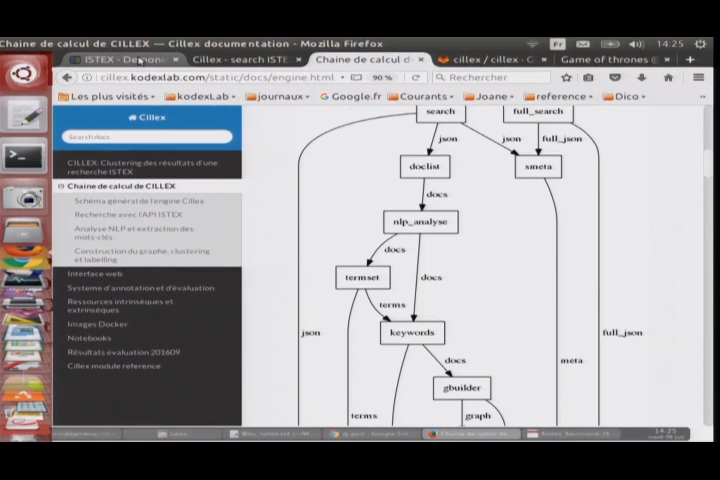 Chaine de calcul de CILLEX — Cillex documentation - Mozilla Firefox
Fr
14:25
ISTEX - Demons
Cillex - search ISTE
Chaine de calcul d
cillex / cillex · G
Game of thrones
cillex.kodexlab.com/static/docs/engine.html
90 %
Rechercher
Les plus visités
kodexLab
journaux
Google.fr
Courants
Joane
reference
Dico
Cillex
Search docs
CILLEX: Clustering des résultats d'une
recherche ISTEX
Chaine de calcul de CILLEX
Schéma général de l'engine Cillex
Recherche avec l'API ISTEX
Analyse NLP et extraction des
mots-clés
Construction du graphe, clustering
et labelling
Interface web
Systeme d'annotation et d'évaluation
Ressources intrinsèques et
extrinsèques
Images Docker
Notebooks
Résultats évaluation 201609
Cillex module reference
search
full_search
json
json
full_json
doclist
smeta
docs
nlp_analyse
docs
termset
docs
terms
json
keywords
full_json
docs
meta
gbuilder
terms
graph
14:25